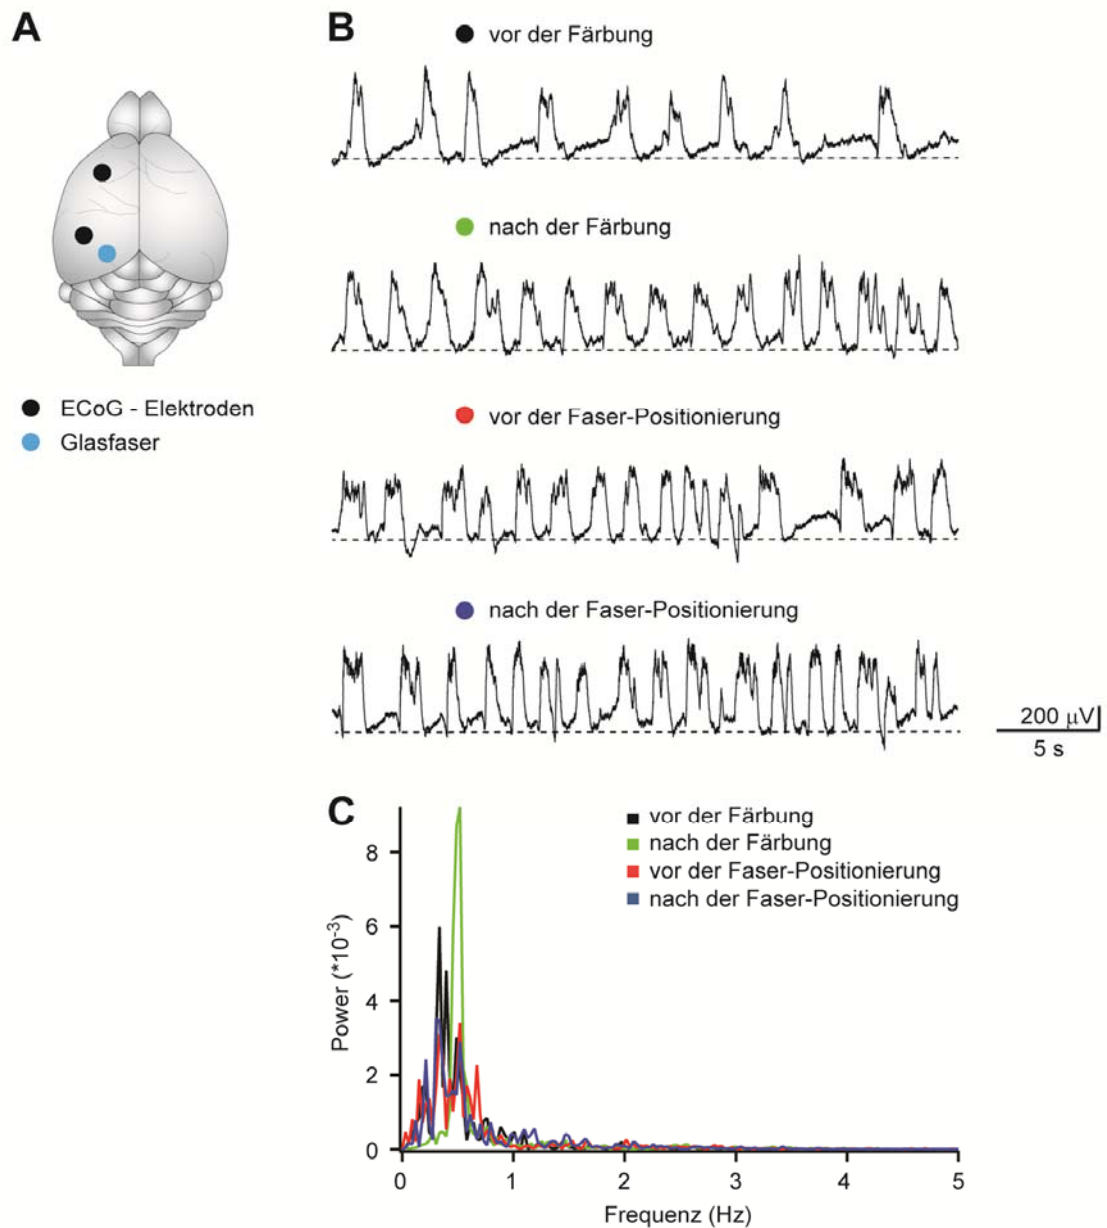 A
B
vor der Färbung
nach der Färbung
ECoG - Elektroden
Glasfaser
vor der Faser-Positionierung
nach der Faser-Positionierung
200 µV
5 s
C
vor der Färbung
nach der Färbung
vor der Faser-Positionierung
nach der Faser-Positionierung
Power (*10⁻³)
8
6
4
2
0
0 1 2 3 4 5
Frequenz (Hz)